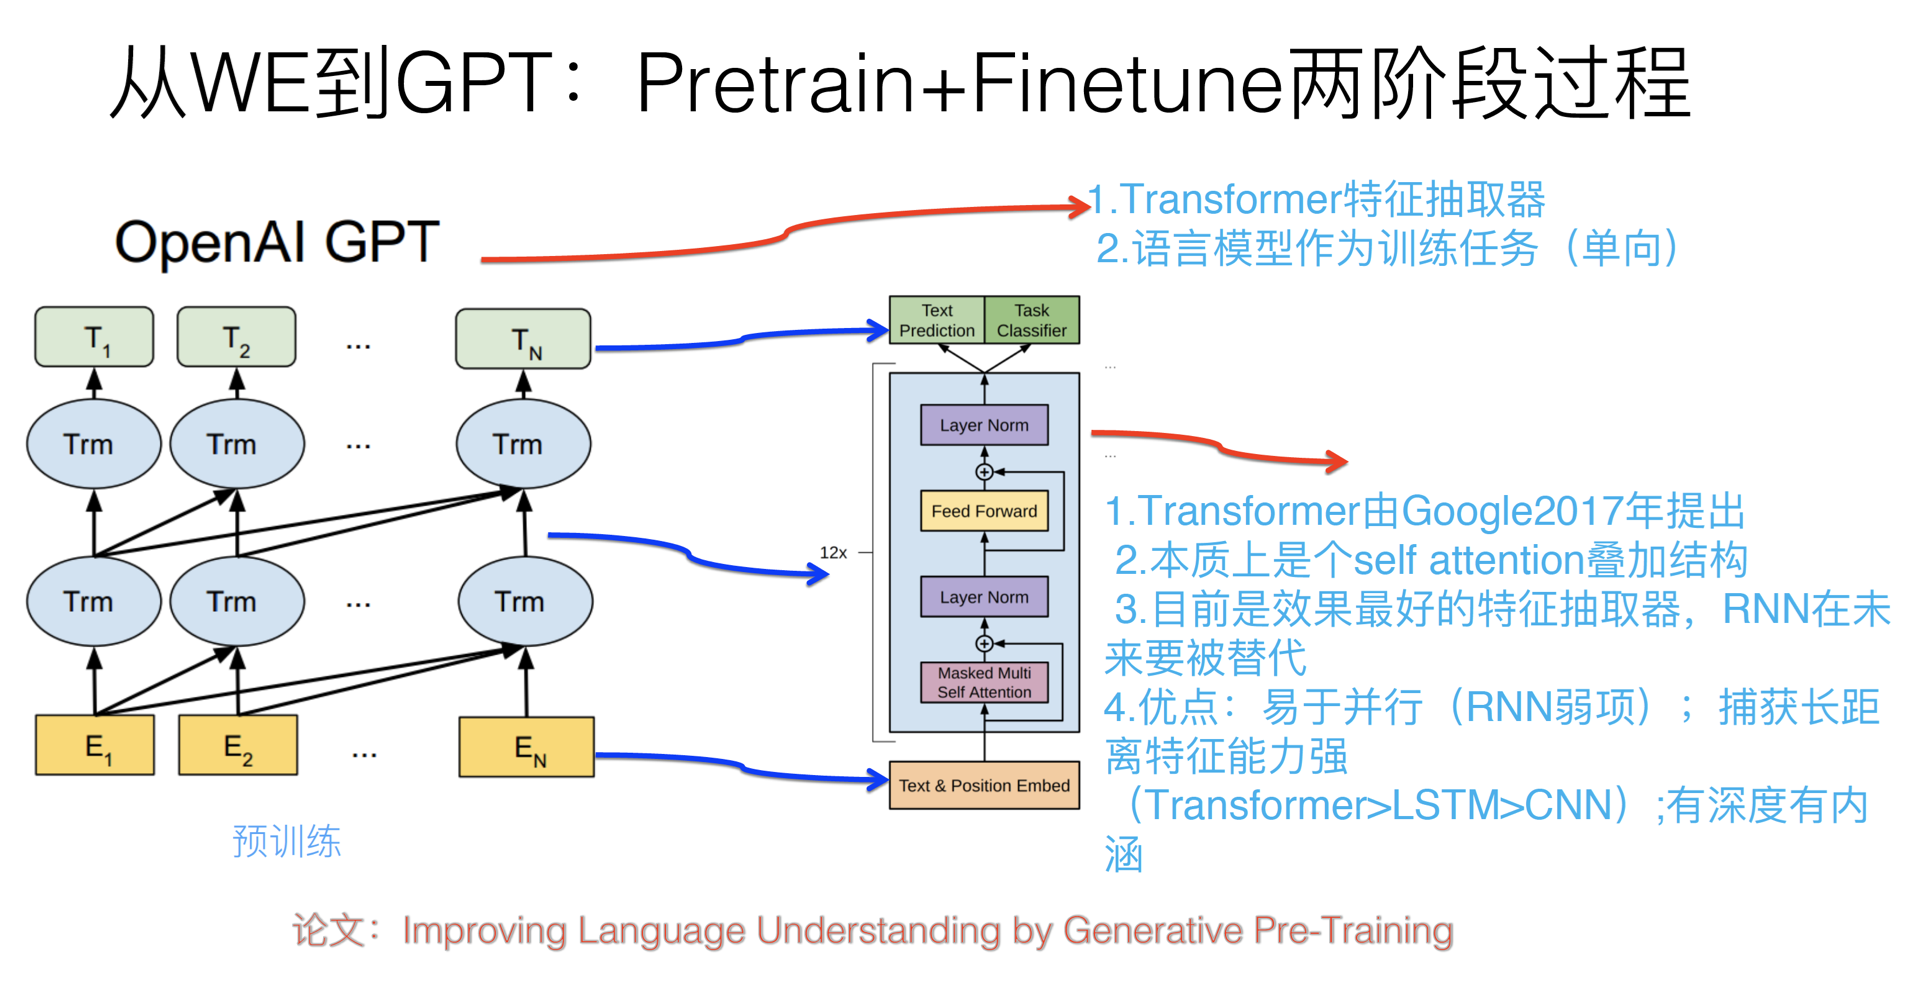 从WE到GPT：Pretrain+Finetune两阶段过程
OpenAI GPT
1.Transformer特征抽取器
2.语言模型作为训练任务（单向）
T1
T2
...
TN
Trm
Trm
...
Trm
Trm
Trm
...
Trm
E1
E2
...
EN
预训练
Text
Prediction
Task
Classifier
...
Layer Norm
...
+
Feed Forward
12x
Layer Norm
+
Masked Multi
Self Attention
Text & Position Embed
1.Transformer由Google2017年提出
2.本质上是个self attention叠加结构
3.目前是效果最好的特征抽取器，RNN在未
来要被替代
4.优点：易于并行（RNN弱项）；捕获长距
离特征能力强
（Transformer>LSTM>CNN）;有深度有内
涵
论文：Improving Language Understanding by Generative Pre-Training